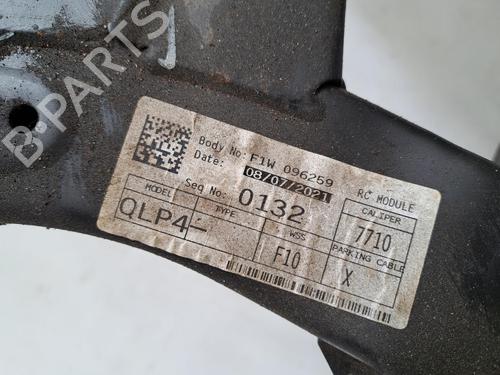 B-PARTS
Body No: F1W 096259
Date: 08/07/2021
Seq No: 0132
RC MODULE
MODEL TYPE WSS CALIPER
QLP4- 7710
F10 PARKING CABLE
X